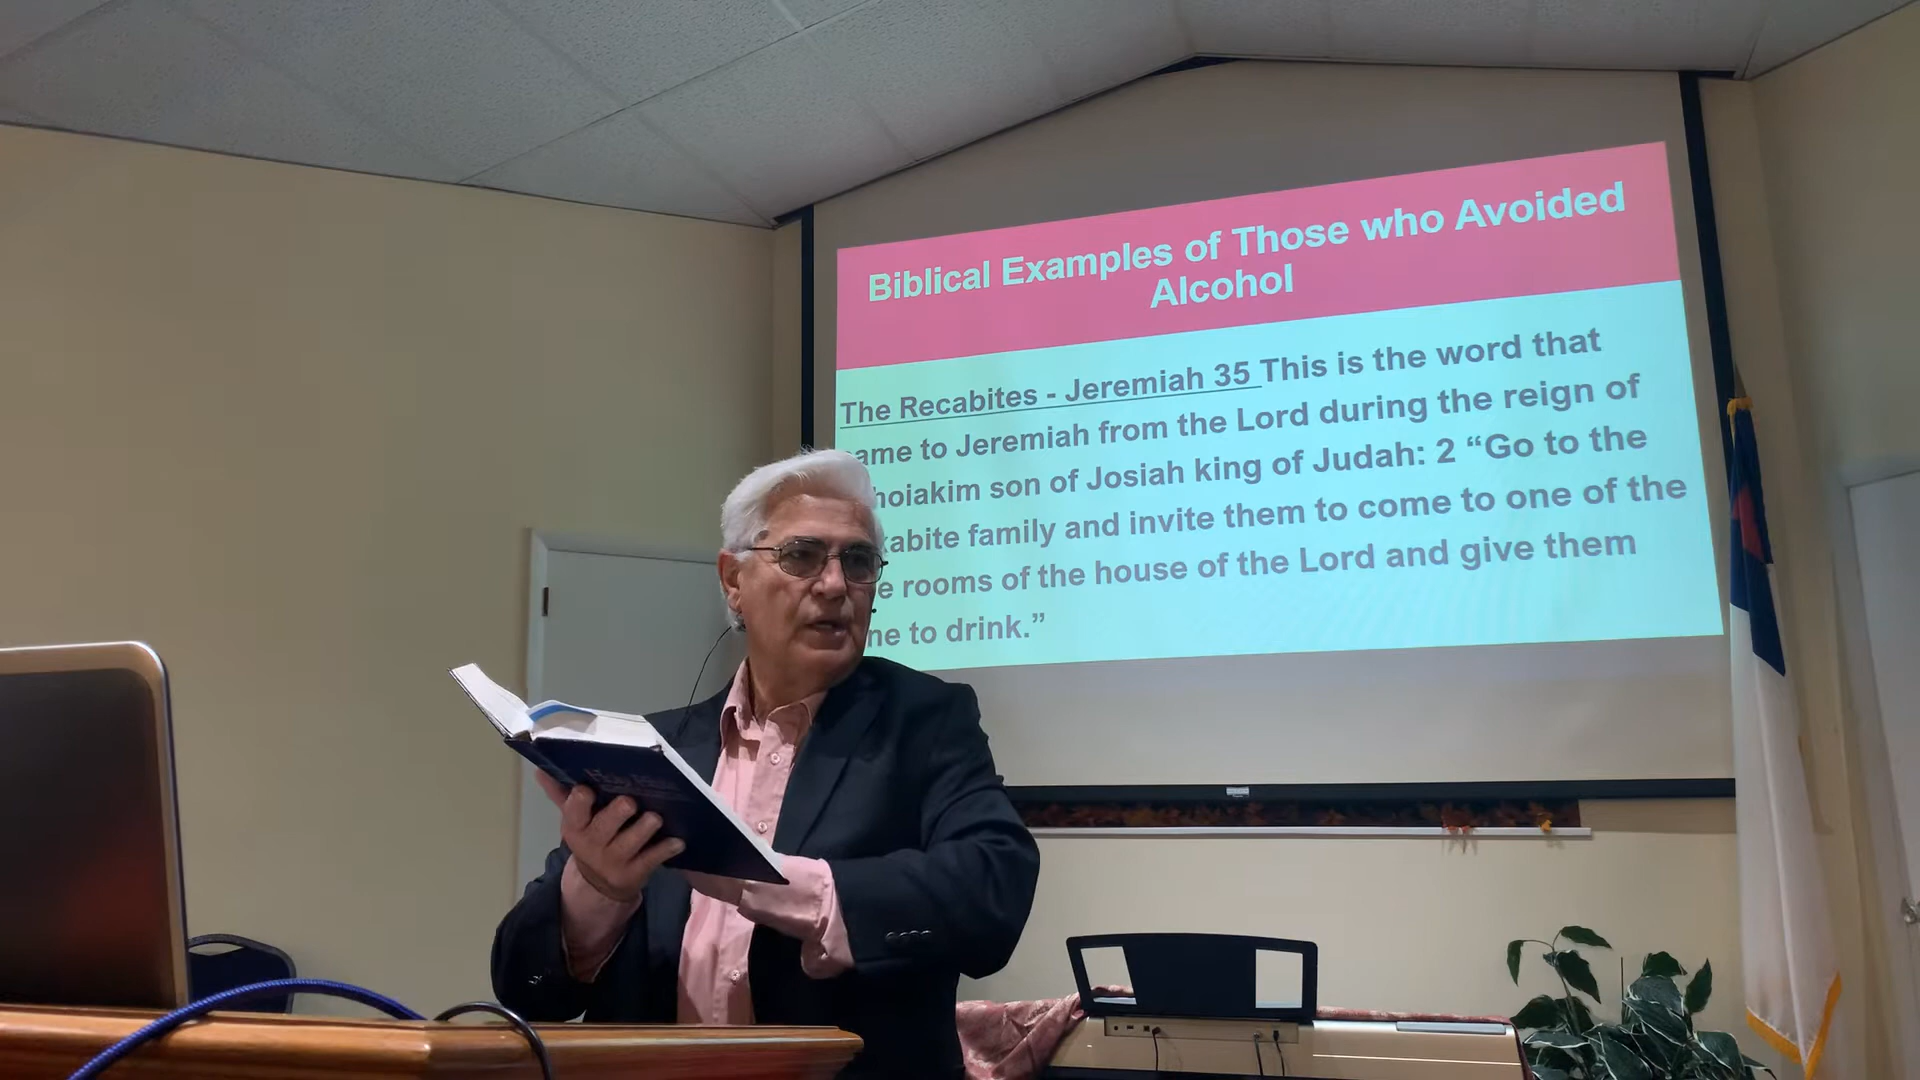 Biblical Examples of Those who Avoided
Alcohol
The Recabites - Jeremiah 35 This is the word that
ame to Jeremiah from the Lord during the reign of
hoiakim son of Josiah king of Judah: 2 “Go to the
kabite family and invite them to come to one of the
e rooms of the house of the Lord and give them
ne to drink.”